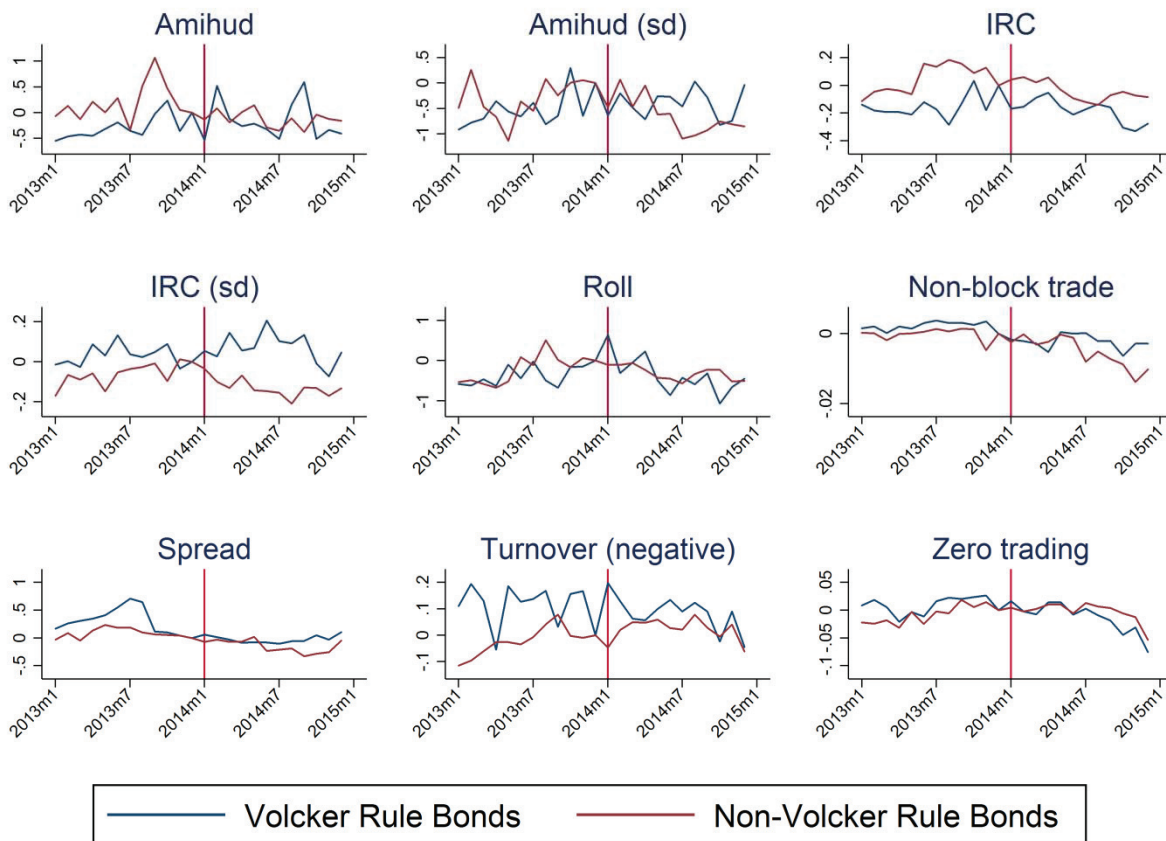 Amihud
1
.5
0
-.5
2013m1
2013m7
2014m1
2014m7
2015m1
Amihud (sd)
.5
0
-.5
-1
2013m1
2013m7
2014m1
2014m7
2015m1
IRC
.2
0
-.2
-.4
2013m1
2013m7
2014m1
2014m7
2015m1
IRC (sd)
.2
0
-.2
2013m1
2013m7
2014m1
2014m7
2015m1
Roll
1
0
-1
2013m1
2013m7
2014m1
2014m7
2015m1
Non-block trade
0
-.02
2013m1
2013m7
2014m1
2014m7
2015m1
Spread
1
.5
0
-.5
2013m1
2013m7
2014m1
2014m7
2015m1
Turnover (negative)
.2
.1
0
-.1
2013m1
2013m7
2014m1
2014m7
2015m1
Zero trading
.05
0
-.05
-.1
2013m1
2013m7
2014m1
2014m7
2015m1
Volcker Rule Bonds
Non-Volcker Rule Bonds